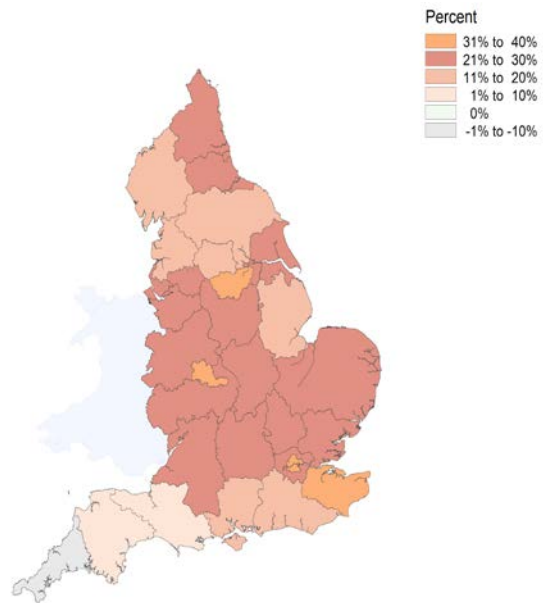 Percent
31% to 40%
21% to 30%
11% to 20%
1% to 10%
0%
-1% to -10%